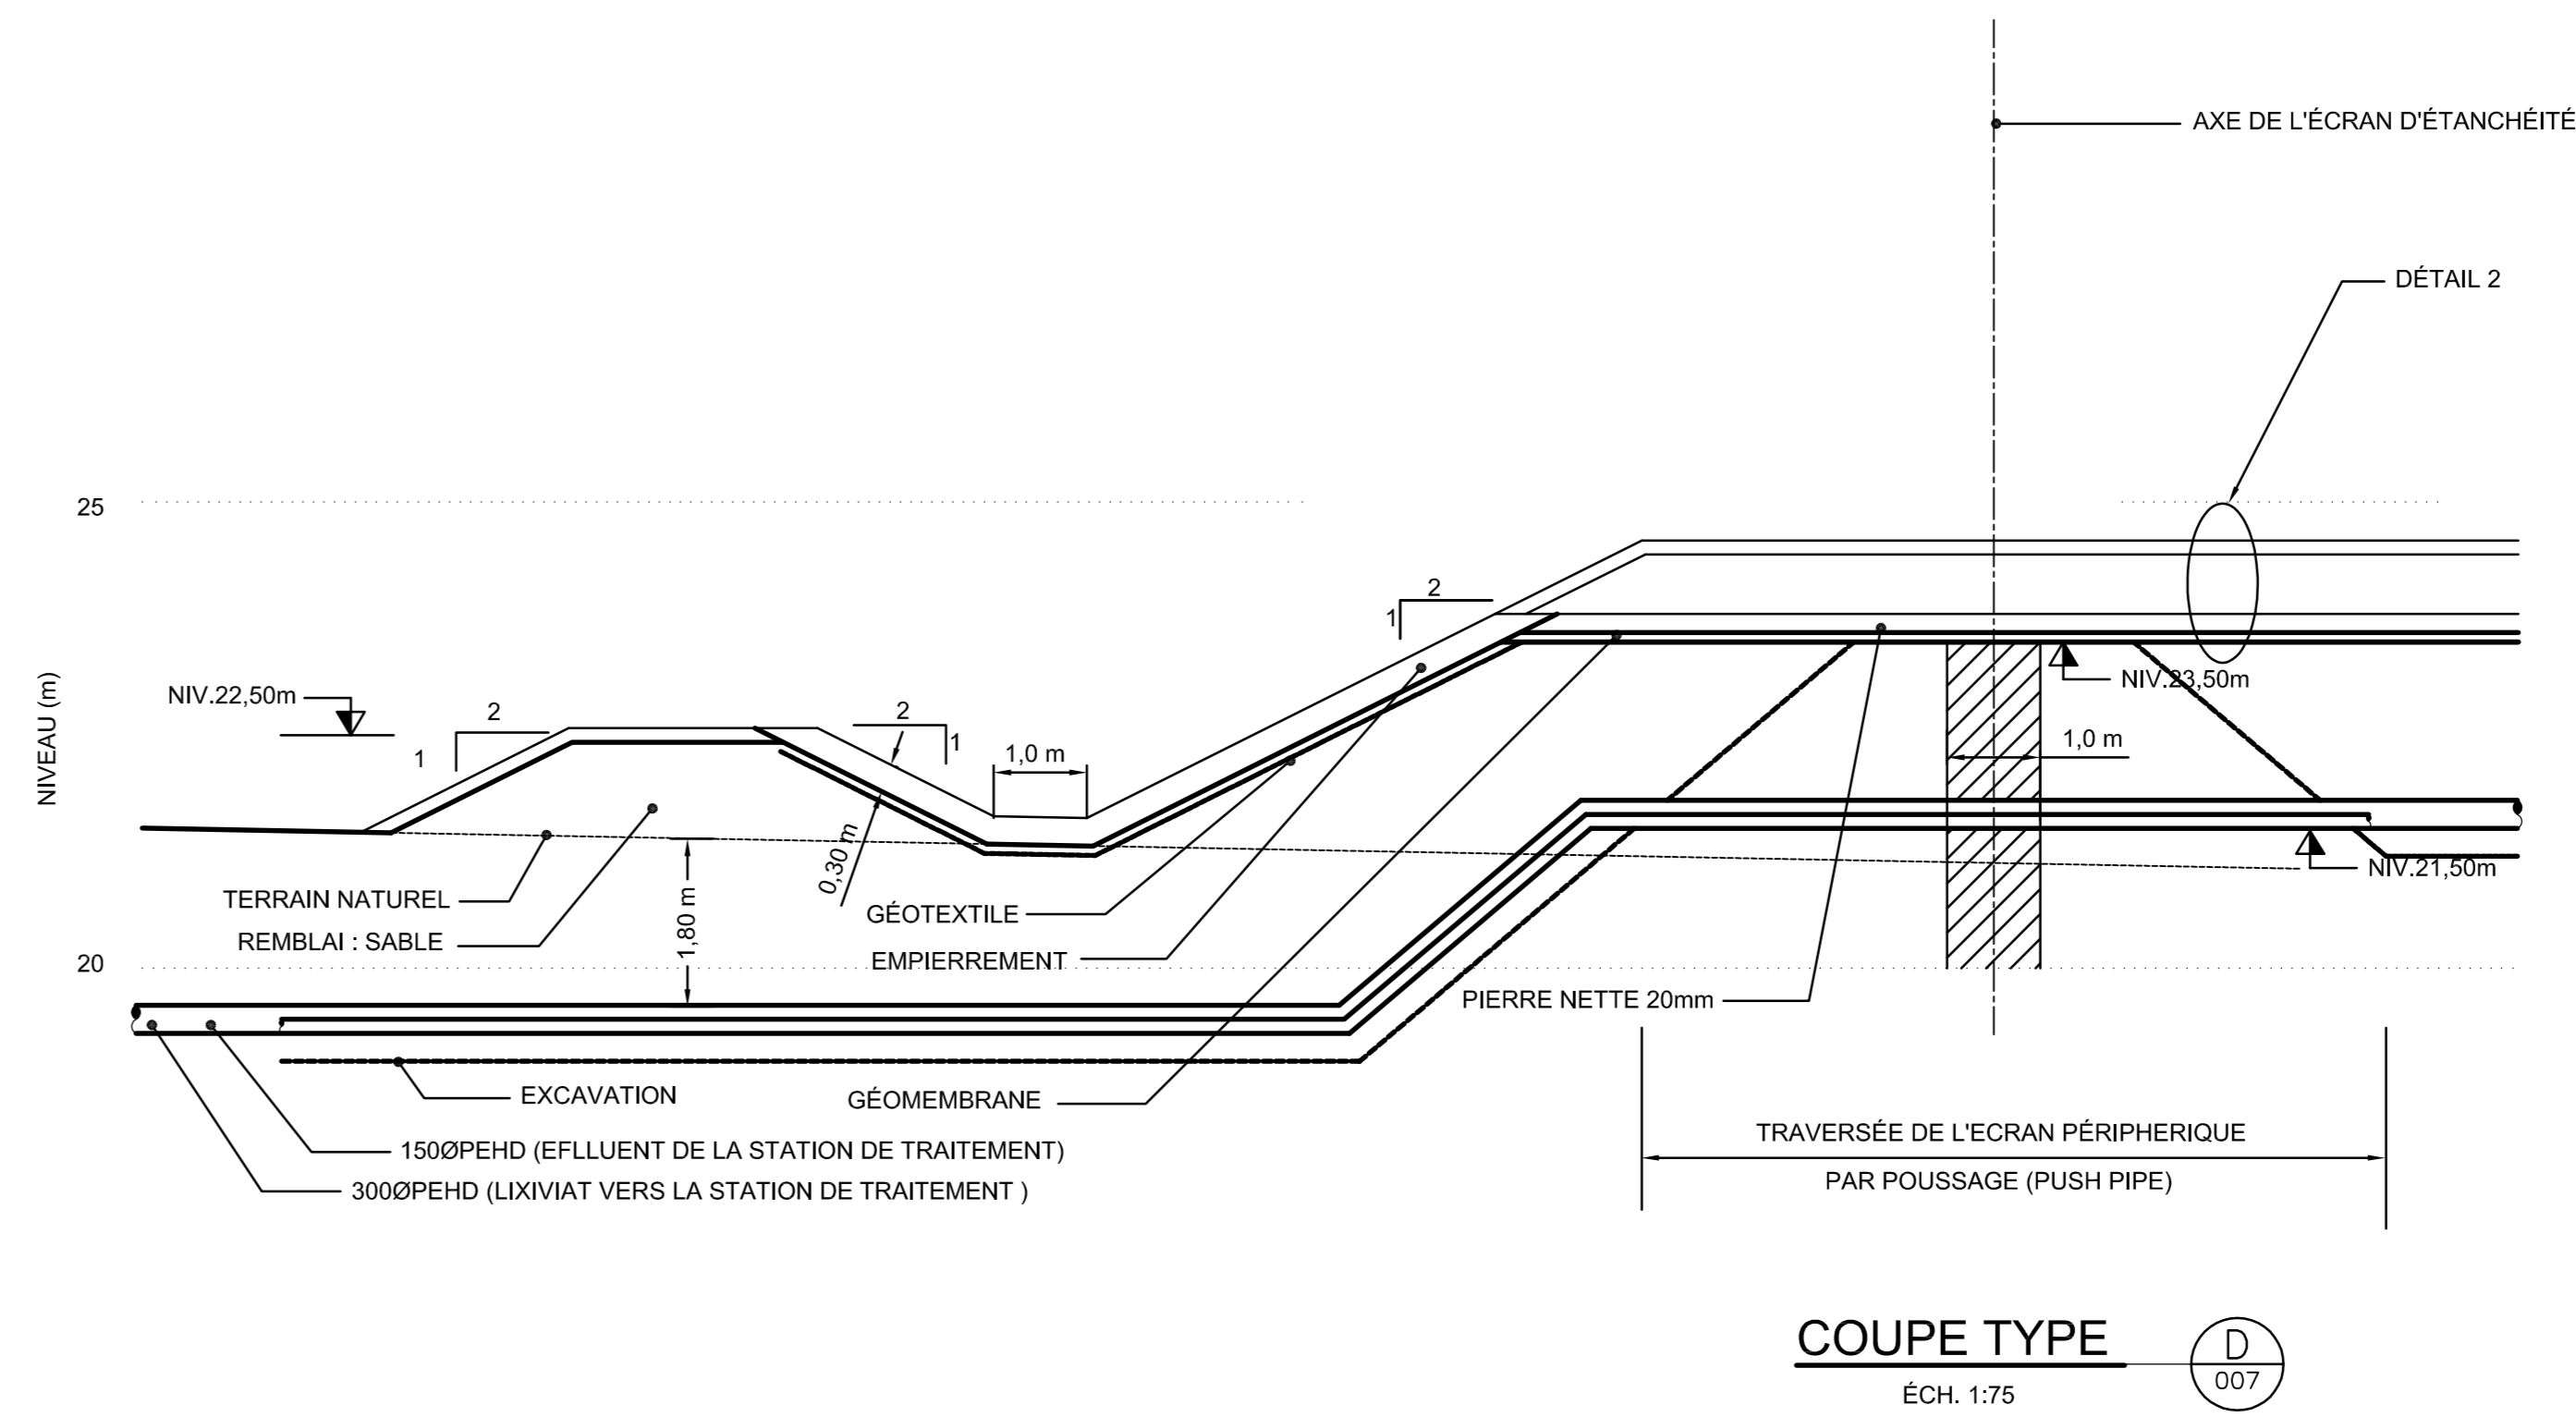 AXE DE L'ÉCRAN D'ÉTANCHÉITÉ
DÉTAIL 2
25
2
1
NIVEAU (m)
NIV.22,50m
2
1
2
1
1,0 m
NIV.23,50m
1,0 m
0,30 m
TERRAIN NATUREL
REMBLAI : SABLE
1,80 m
GÉOTEXTILE
EMPIERREMENT
NIV.21,50m
20
PIERRE NETTE 20mm
EXCAVATION
GÉOMEMBRANE
150ØPEHD (EFLLUENT DE LA STATION DE TRAITEMENT)
300ØPEHD (LIXIVIAT VERS LA STATION DE TRAITEMENT )
TRAVERSÉE DE L'ECRAN PÉRIPHERIQUE
PAR POUSSAGE (PUSH PIPE)
COUPE TYPE
D
007
ÉCH. 1:75